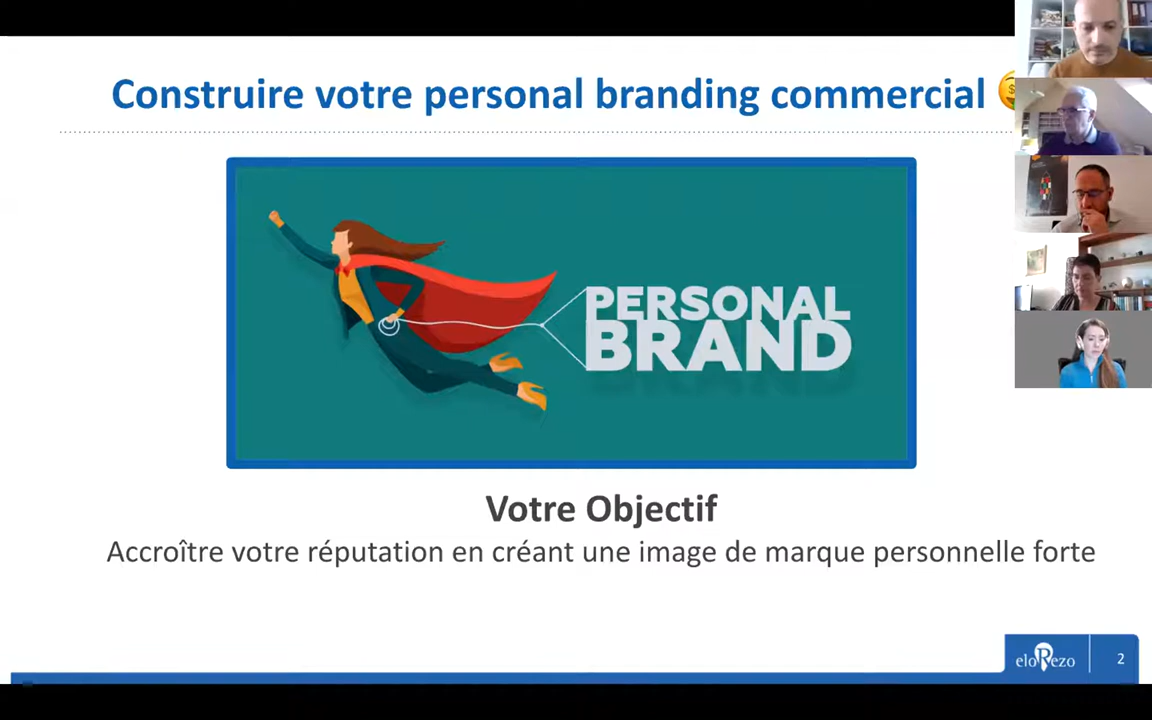 Construire votre personal branding commercial
PERSONAL
BRAND
Votre Objectif
Accroître votre réputation en créant une image de marque personnelle forte
eloRezo
2